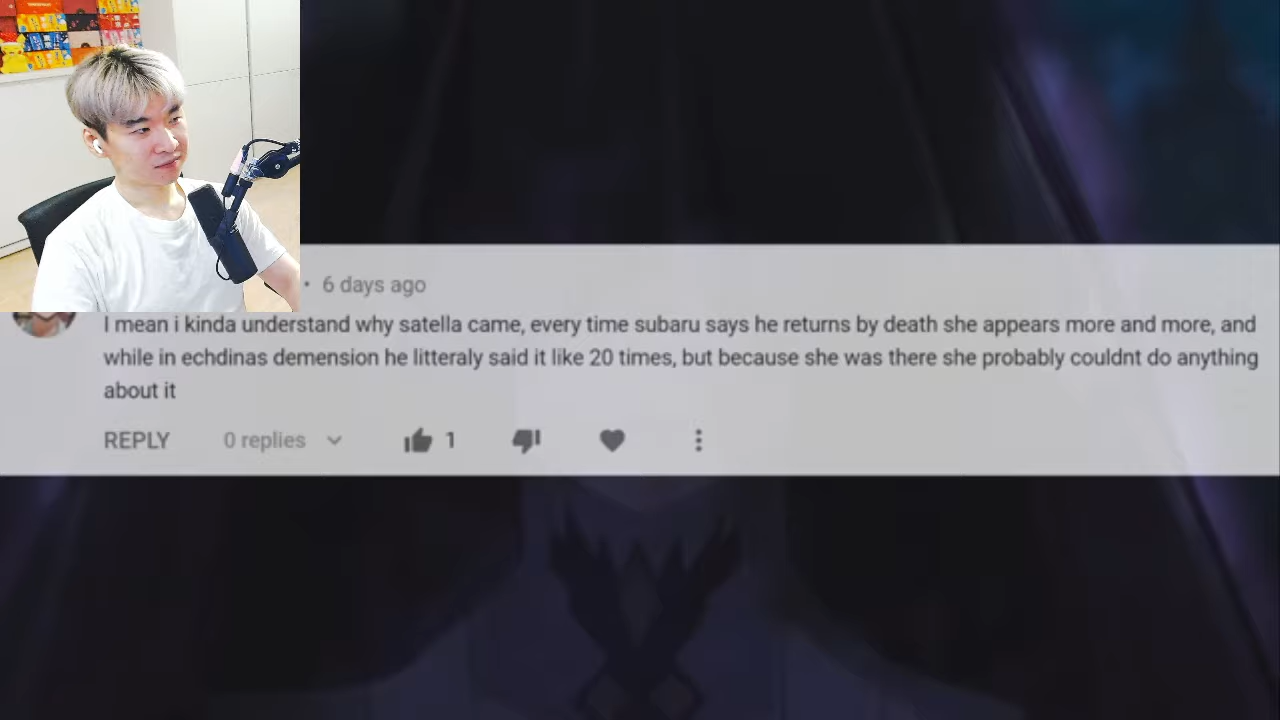 • 6 days ago
I mean i kinda understand why satella came, every time subaru says he returns by death she appears more and more, and
while in echdinas demension he litteraly said it like 20 times, but because she was there she probably couldnt do anything
about it
REPLY 0 replies 1